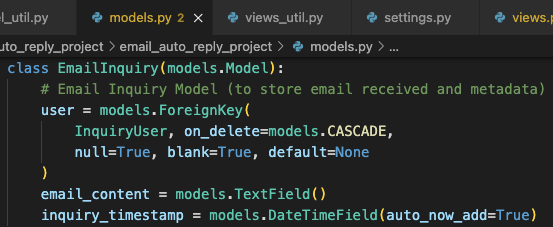 l_util.py models.py 2 × views_util.py settings.py views.p
uto_reply_project > email_auto_reply_project > models.py > ...
class EmailInquiry(models.Model):
    # Email Inquiry Model (to store email received and metadata)
    user = models.ForeignKey(
        InquiryUser, on_delete=models.CASCADE,
        null=True, blank=True, default=None
    )
    email_content = models.TextField()
    inquiry_timestamp = models.DateTimeField(auto_now_add=True)